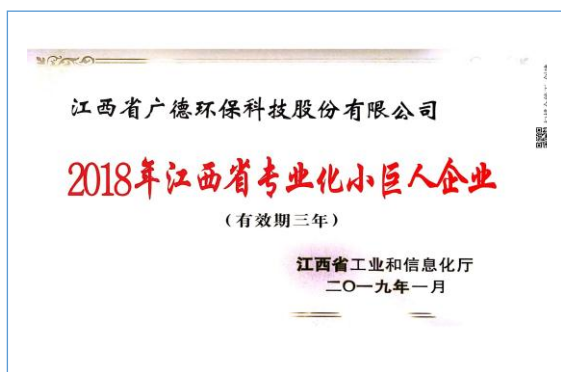 江西省广德环保科技股份有限公司
2018年江西省专业化小巨人企业
(有效期三年)
江西省工业和信息化厅
二〇一九年一月